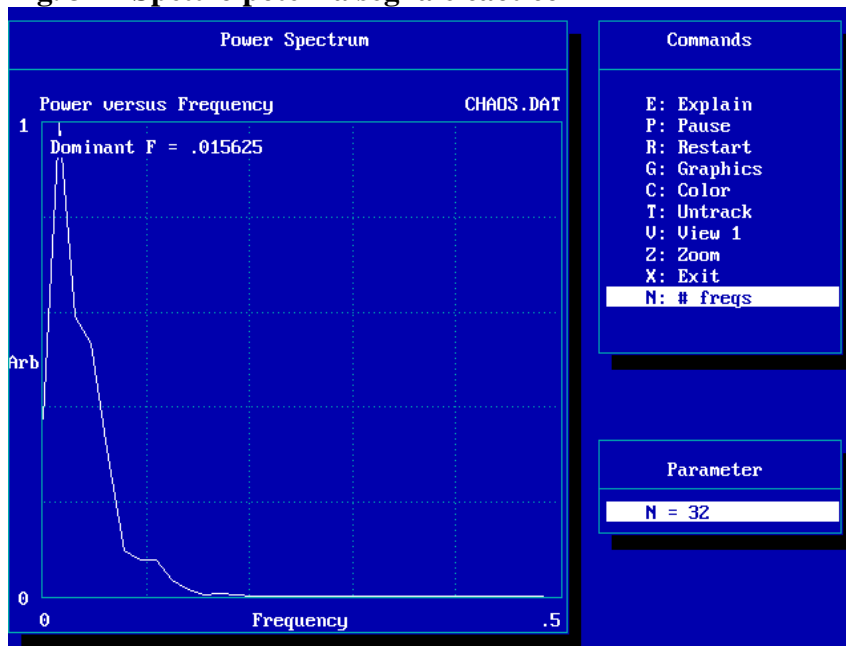 Power Spectrum
Power versus Frequency CHAOS.DAT
1
Dominant F = .015625
Arb
0
0 Frequency .5
Commands
E: Explain
P: Pause
R: Restart
G: Graphics
C: Color
T: Untrack
V: View 1
Z: Zoom
X: Exit
N: # freqs
Parameter
N = 32